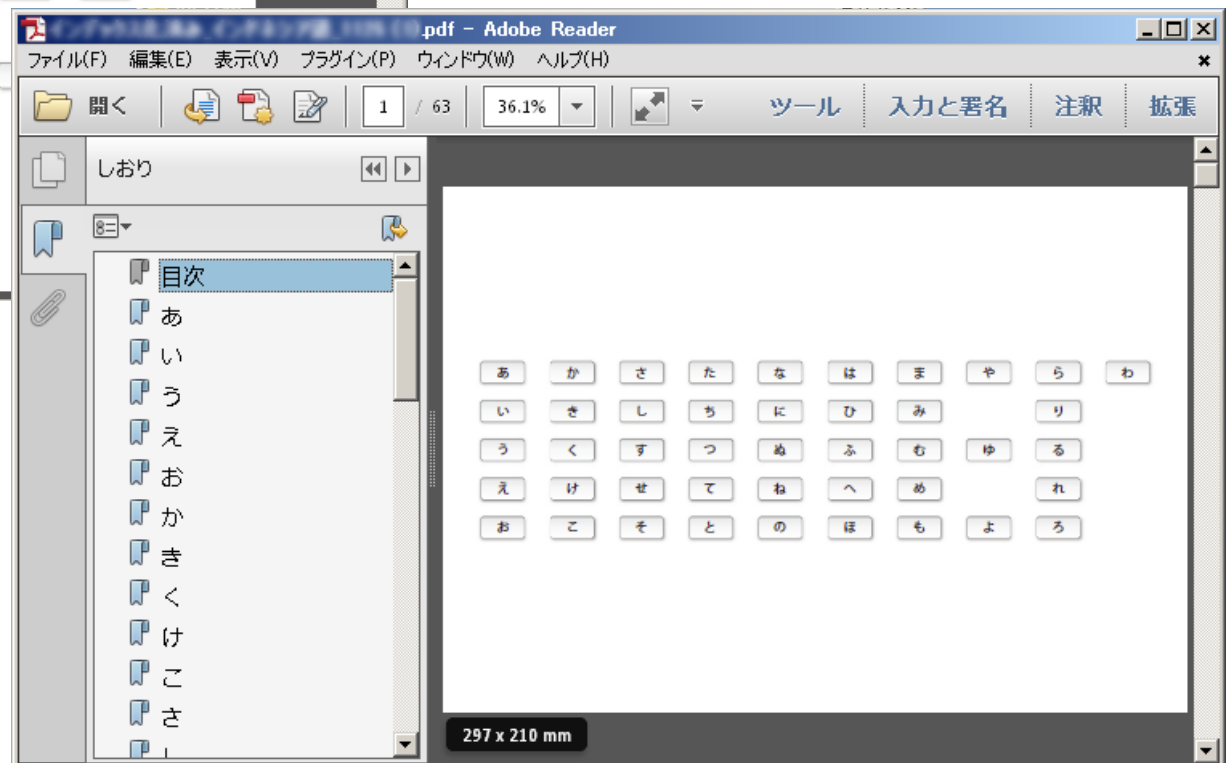 .pdf - Adobe Reader
ファイル(F) 編集(E) 表示(V) プラグイン(P) ウィンドウ(W) ヘルプ(H)
開く 1 / 63 36.1% ツール 入力と署名 注釈 拡張
しおり
目次
あ
い
う
え
お
か
き
く
け
こ
さ
し
あ か さ た な は ま や ら わ
い き し ち に ひ み り
う く す つ ぬ ふ む ゆ る
え け せ て ね へ め れ
お こ そ と の ほ も よ ろ
297 x 210 mm